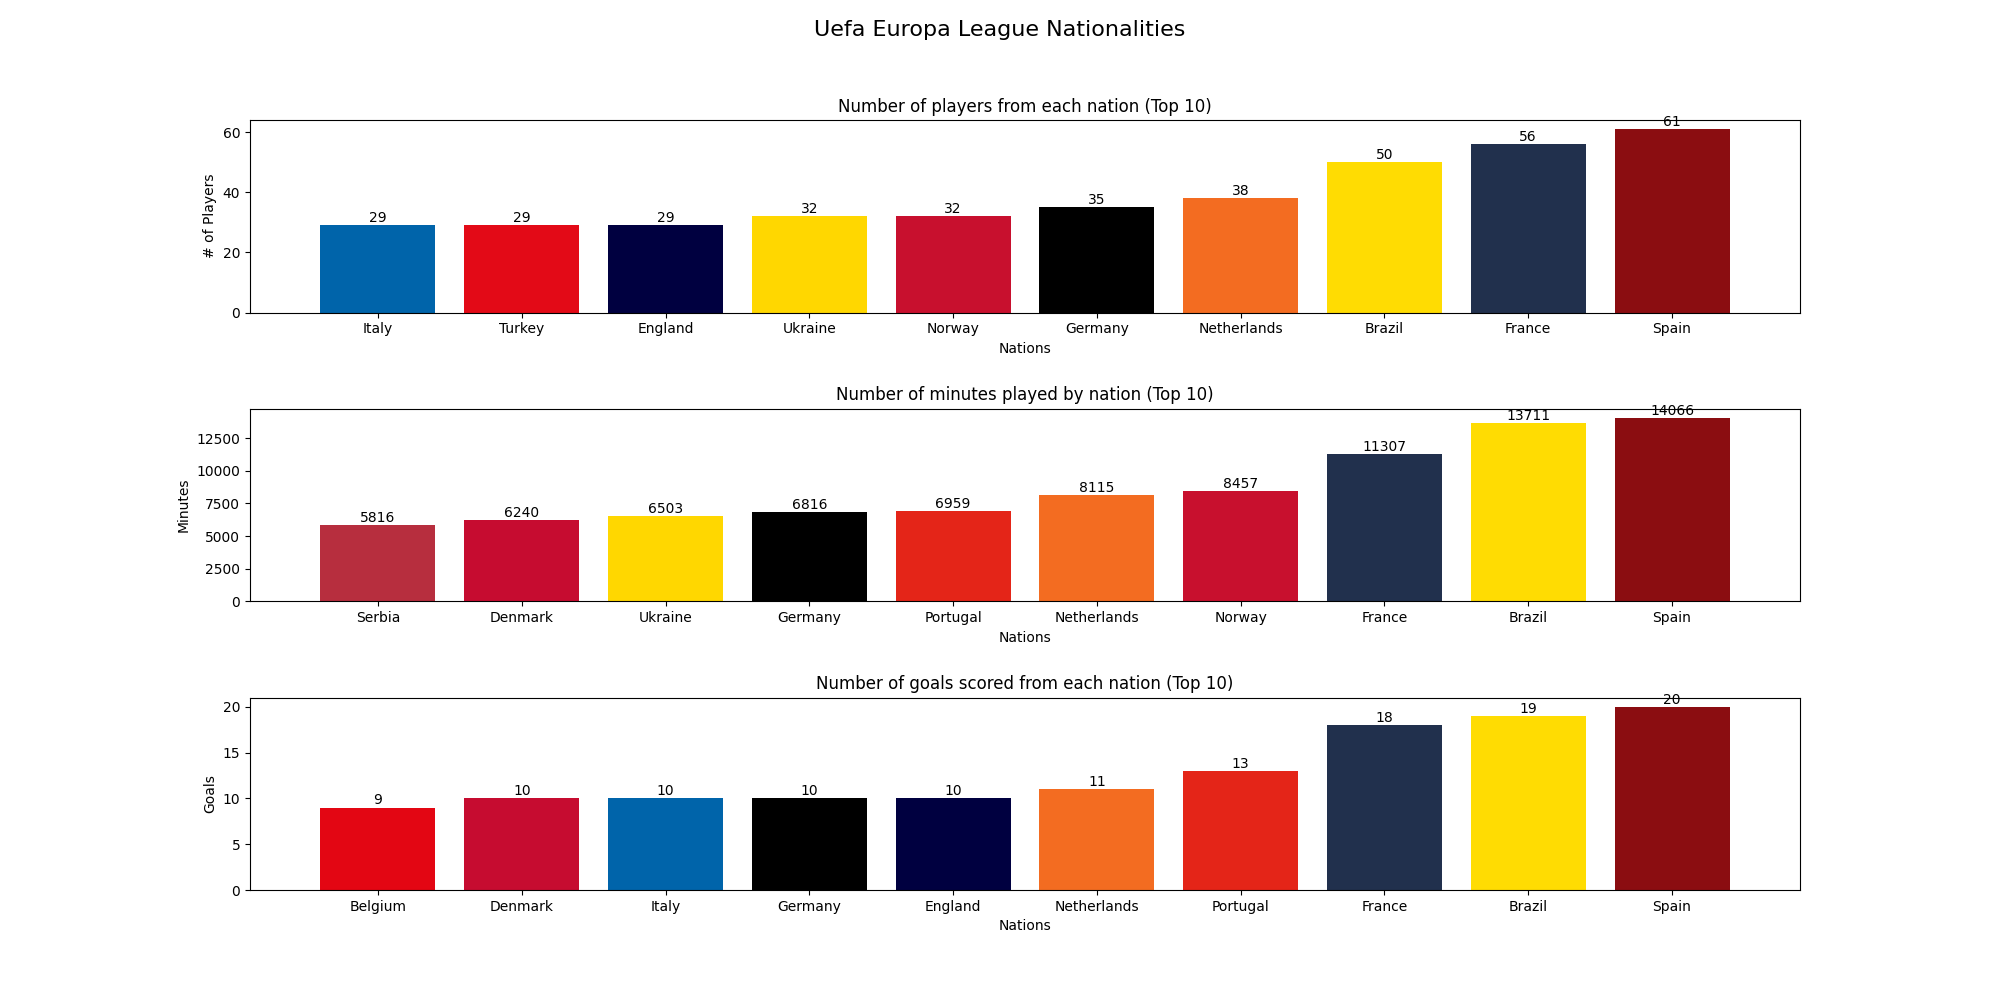 Uefa Europa League Nationalities
Number of players from each nation (Top 10)
# of Players
60
40
20
0
29 29 29 32 32 35 38 50 56 61
Italy Turkey England Ukraine Norway Germany Netherlands Brazil France Spain
Nations
Number of minutes played by nation (Top 10)
Minutes
12500
10000
7500
5000
2500
0
5816 6240 6503 6816 6959 8115 8457 11307 13711 14066
Serbia Denmark Ukraine Germany Portugal Netherlands Norway France Brazil Spain
Nations
Number of goals scored from each nation (Top 10)
Goals
20
15
10
5
0
9 10 10 10 10 11 13 18 19 20
Belgium Denmark Italy Germany England Netherlands Portugal France Brazil Spain
Nations